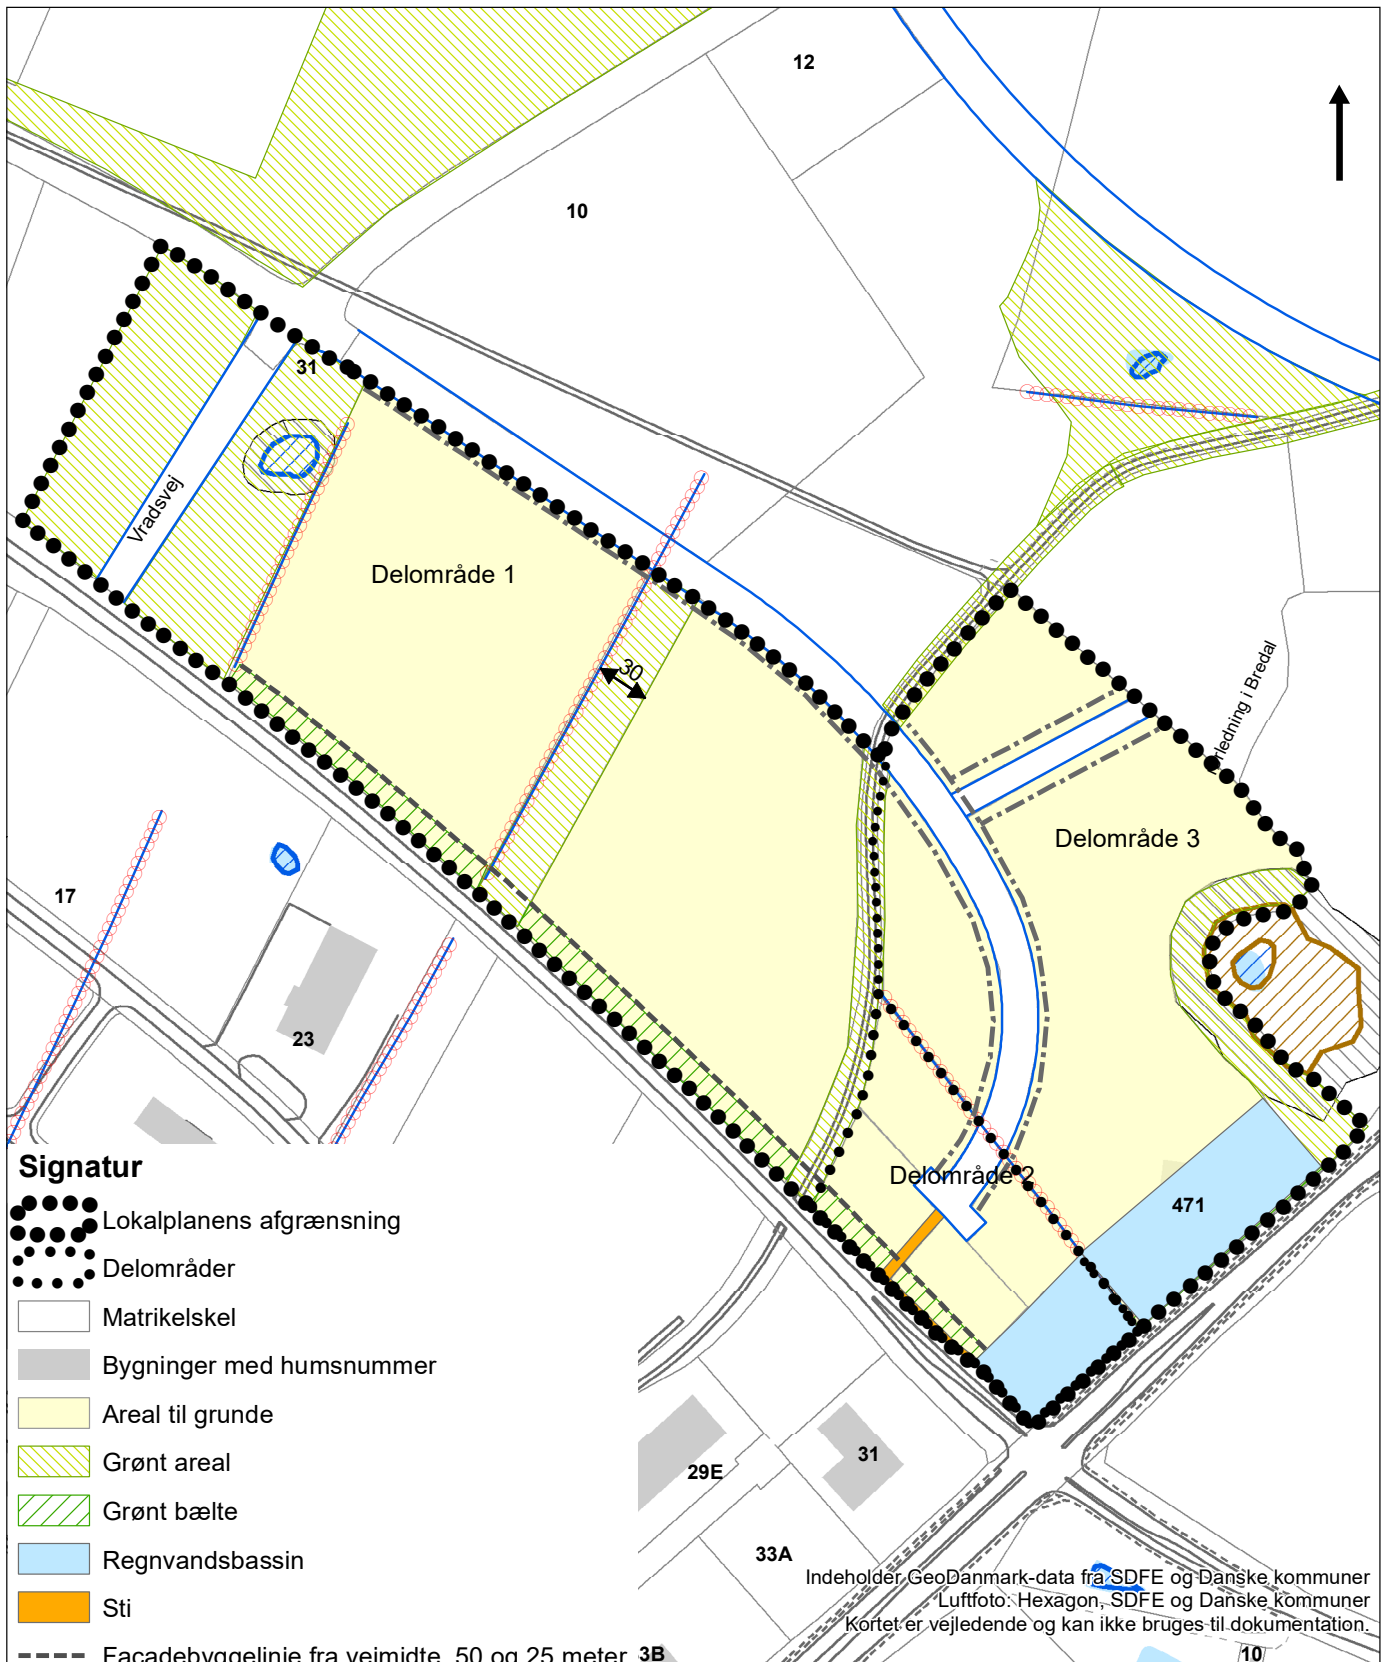 12
10
31
Vradsvej
Delområde 1
30
rledning i Bredal
Delområde 3
17
23
Delområde 2
471
Signatur
Lokalplanens afgrænsning
Delområder
Matrikelskel
Bygninger med humsnummer
Areal til grunde
Grønt areal
Grønt bælte
Regnvandsbassin
Sti
Facadebyggelinje fra vejmidte, 50 og 25 meter
29E
31
33A
3B
10
Indeholder GeoDanmark-data fra SDFE og Danske kommuner
Luftfoto: Hexagon, SDFE og Danske kommuner
Kortet er vejledende og kan ikke bruges til dokumentation.